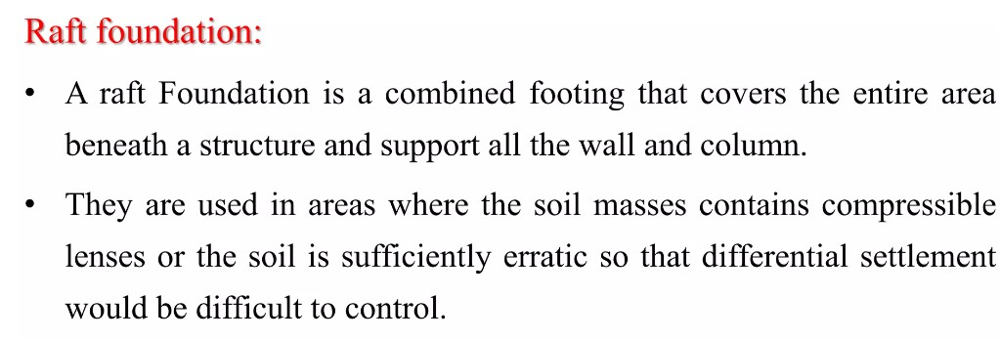 Raft foundation:
• A raft Foundation is a combined footing that covers the entire area
beneath a structure and support all the wall and column.
• They are used in areas where the soil masses contains compressible
lenses or the soil is sufficiently erratic so that differential settlement
would be difficult to control.